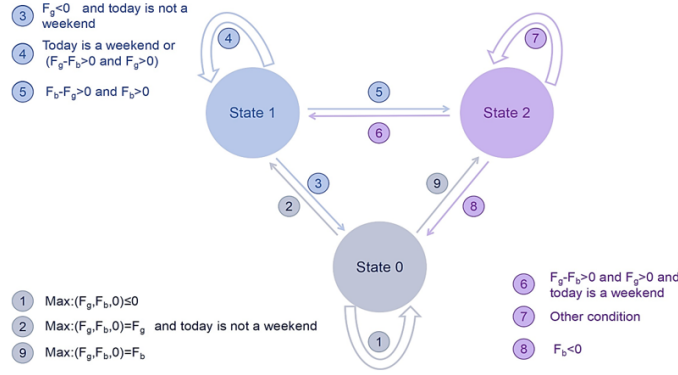 3 F_g<0 and today is not a
weekend
4 Today is a weekend or
(F_g-F_b>0 and F_g>0)
5 F_b-F_g>0 and F_b>0
4
7
State 1
5
6
State 2
3
2
9
8
State 0
1
1 Max:(F_g,F_b,0)≤0
2 Max:(F_g,F_b,0)=F_g and today is not a weekend
9 Max:(F_g,F_b,0)=F_b
6 F_g-F_b>0 and F_g>0 and
today is a weekend
7 Other condition
8 F_b<0